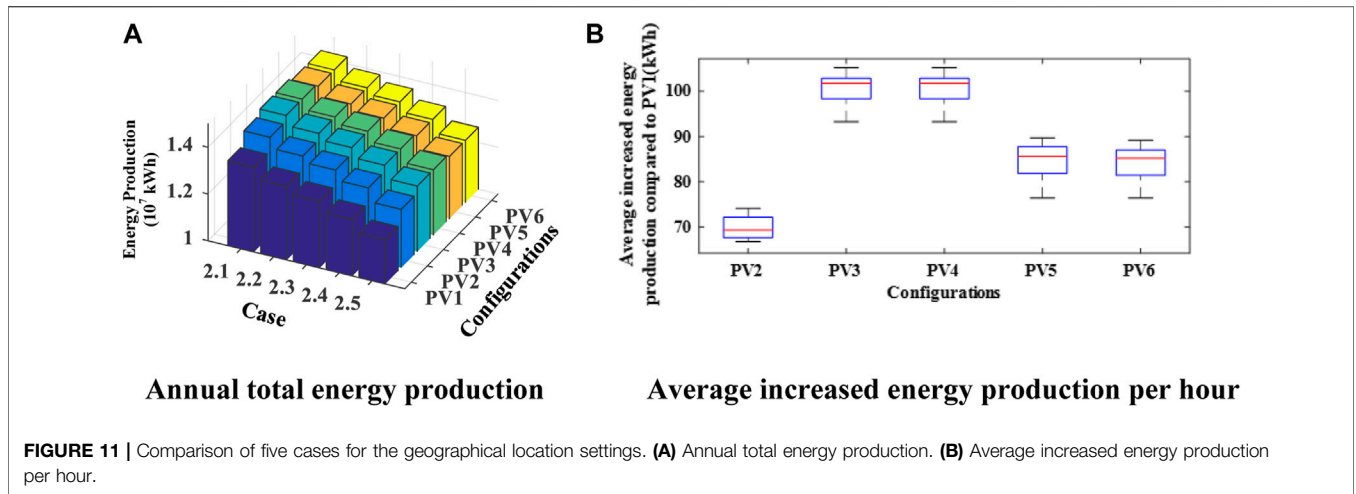 A
Energy Production
(10⁷ kWh)
1.4
1.2
1
2.1
2.2
2.3
2.4
2.5
Case
PV1
PV2
PV3
PV4
PV5
PV6
Configurations
Annual total energy production
B
Average increased energy
production compared to PV1(kWh)
100
90
80
70
PV2 PV3 PV4 PV5 PV6
Configurations
Average increased energy production per hour
FIGURE 11 | Comparison of five cases for the geographical location settings. (A) Annual total energy production. (B) Average increased energy production
per hour.